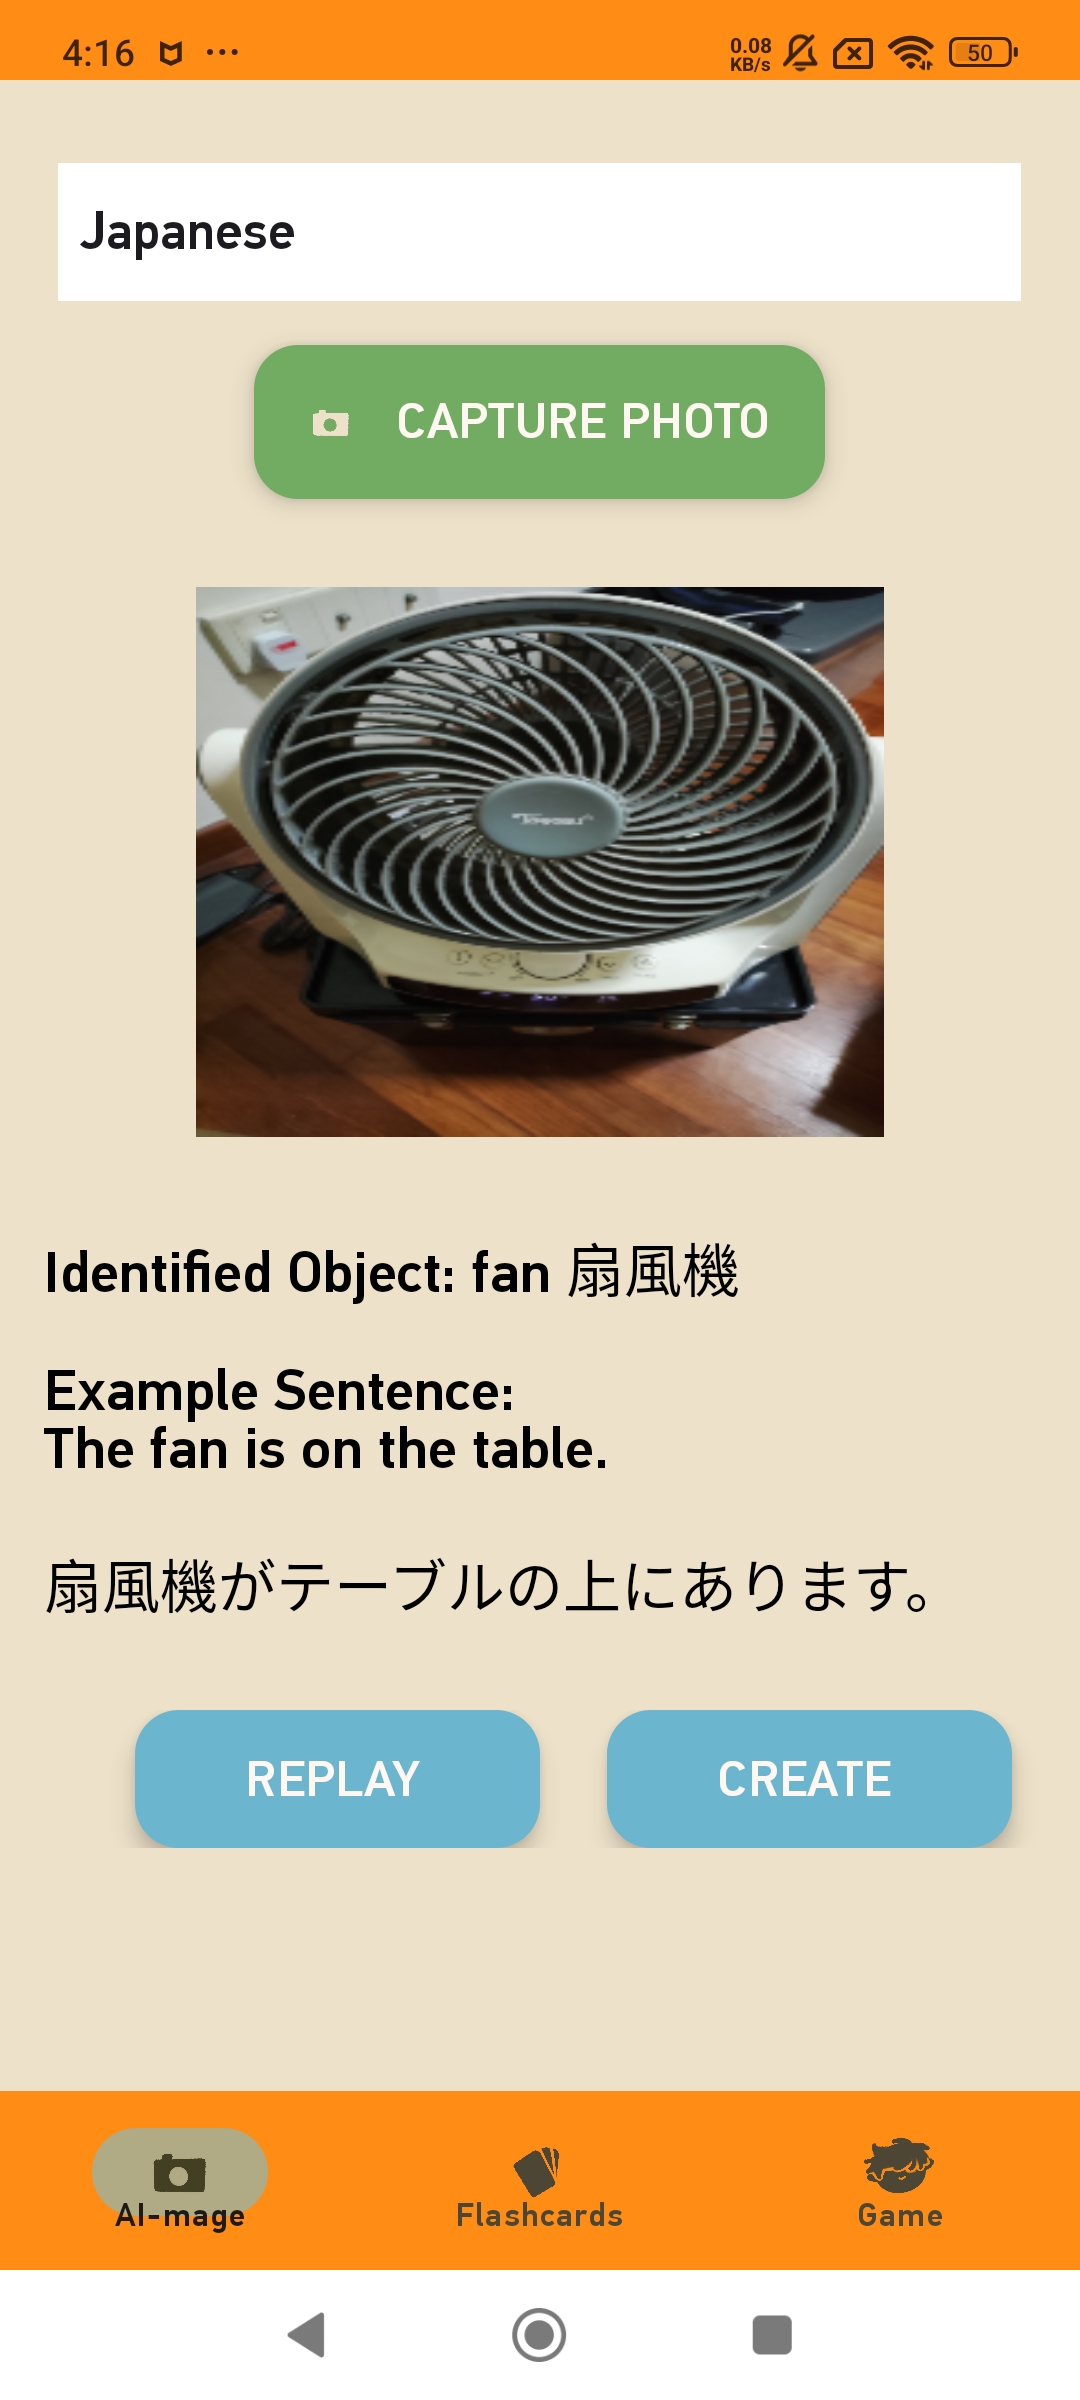 4:16
0.08
KB/s
50
Japanese
CAPTURE PHOTO
Identified Object: fan 扇風機
Example Sentence:
The fan is on the table.
扇風機がテーブルの上にあります。
REPLAY
CREATE
AI-mage
Flashcards
Game